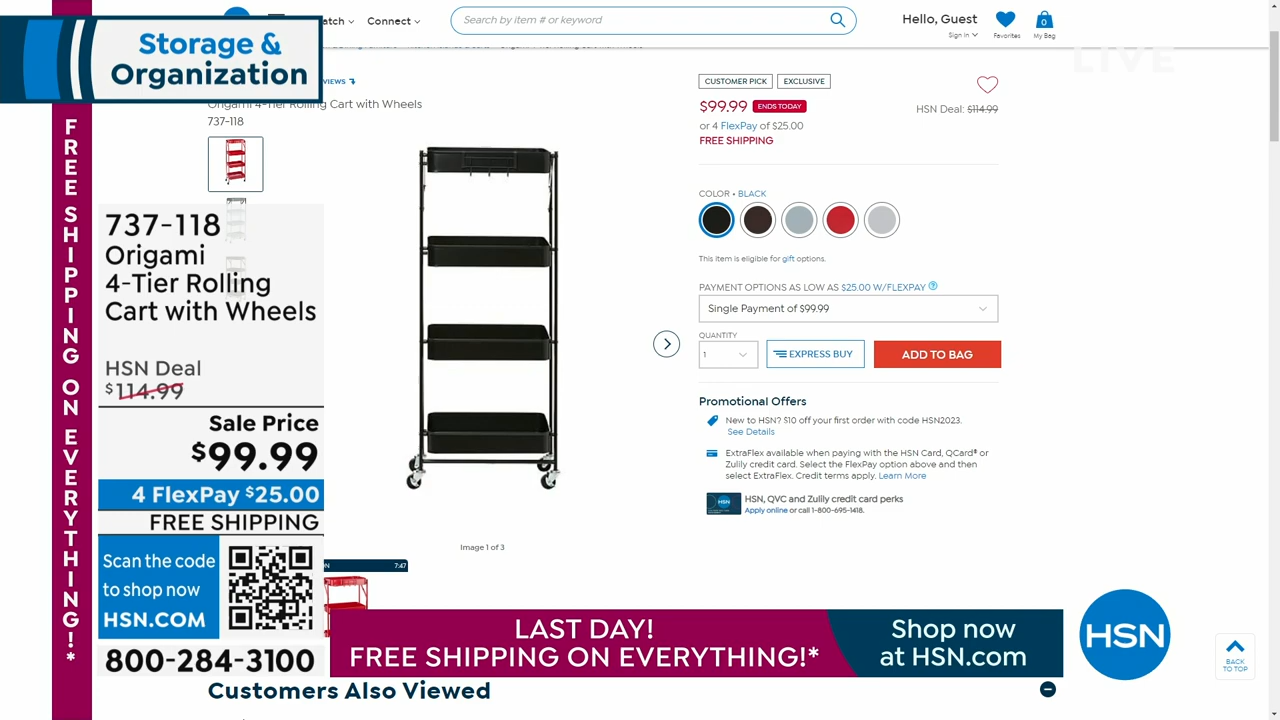 Storage &
Organization
FREE SHIPPING ON EVERYTHING!*
Watch
Connect
Search by item # or keyword
Hello, Guest
Sign In
Favorites
0
My Bag
LIVE
VIEWS
Origami 4-Tier Rolling Cart with Wheels
737-118
737-118
Origami
4-Tier Rolling
Cart with Wheels
HSN Deal
$114.99
Sale Price
$99.99
4 FlexPay $25.00
FREE SHIPPING
Scan the code
to shop now
HSN.COM
800-284-3100
Image 1 of 3
7:47
CUSTOMER PICK
EXCLUSIVE
$99.99 ENDS TODAY
HSN Deal: $114.99
or 4 FlexPay of $25.00
FREE SHIPPING
COLOR • BLACK
This item is eligible for gift options.
PAYMENT OPTIONS AS LOW AS $25.00 W/FLEXPAY
Single Payment of $99.99
QUANTITY
1
EXPRESS BUY
ADD TO BAG
Promotional Offers
New to HSN? $10 off your first order with code HSN2023.
See Details
ExtraFlex available when paying with the HSN Card, QCard® or
Zulily credit card. Select the FlexPay option above and then
select ExtraFlex. Credit terms apply. Learn More
HSN
HSN, QVC and Zulily credit card perks
Apply online or call 1-800-695-1418.
LAST DAY!
FREE SHIPPING ON EVERYTHING!*
Shop now
at HSN.com
HSN
BACK
TO TOP
Customers Also Viewed